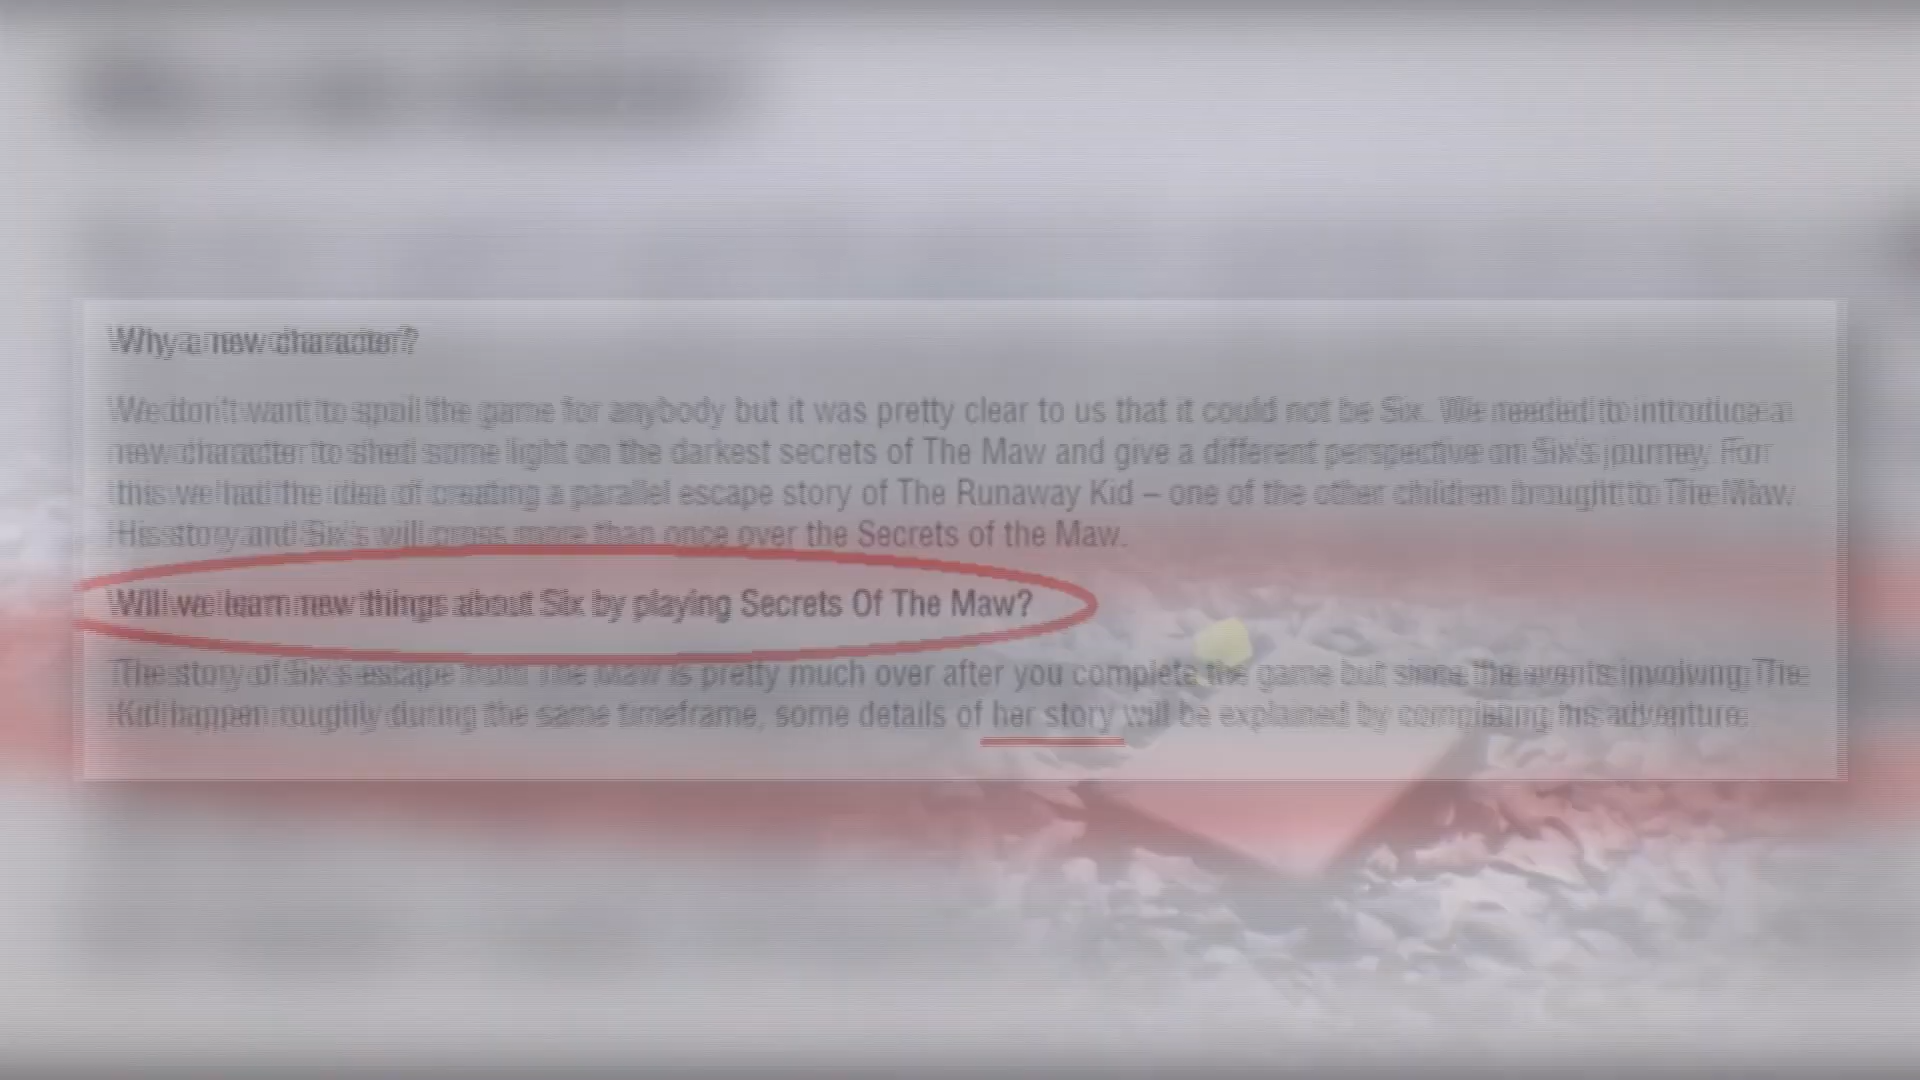 Why a new character?
We don't want to spoil the game for anybody but it was pretty clear to us that it could not be Six. We needed to introduce a
new character to shed some light on the darkest secrets of The Maw and give a different perspective on Six's journey. For
this we had the idea of creating a parallel escape story of The Runaway Kid – one of the other children brought to The Maw.
His story and Six's will cross more than once over the Secrets of the Maw.
Will we learn new things about Six by playing Secrets Of The Maw?
The story of Six's escape from The Maw is pretty much over after you complete the game but since the events involving The
Kid happen roughly during the same timeframe, some details of her story will be explained by completing his adventure.